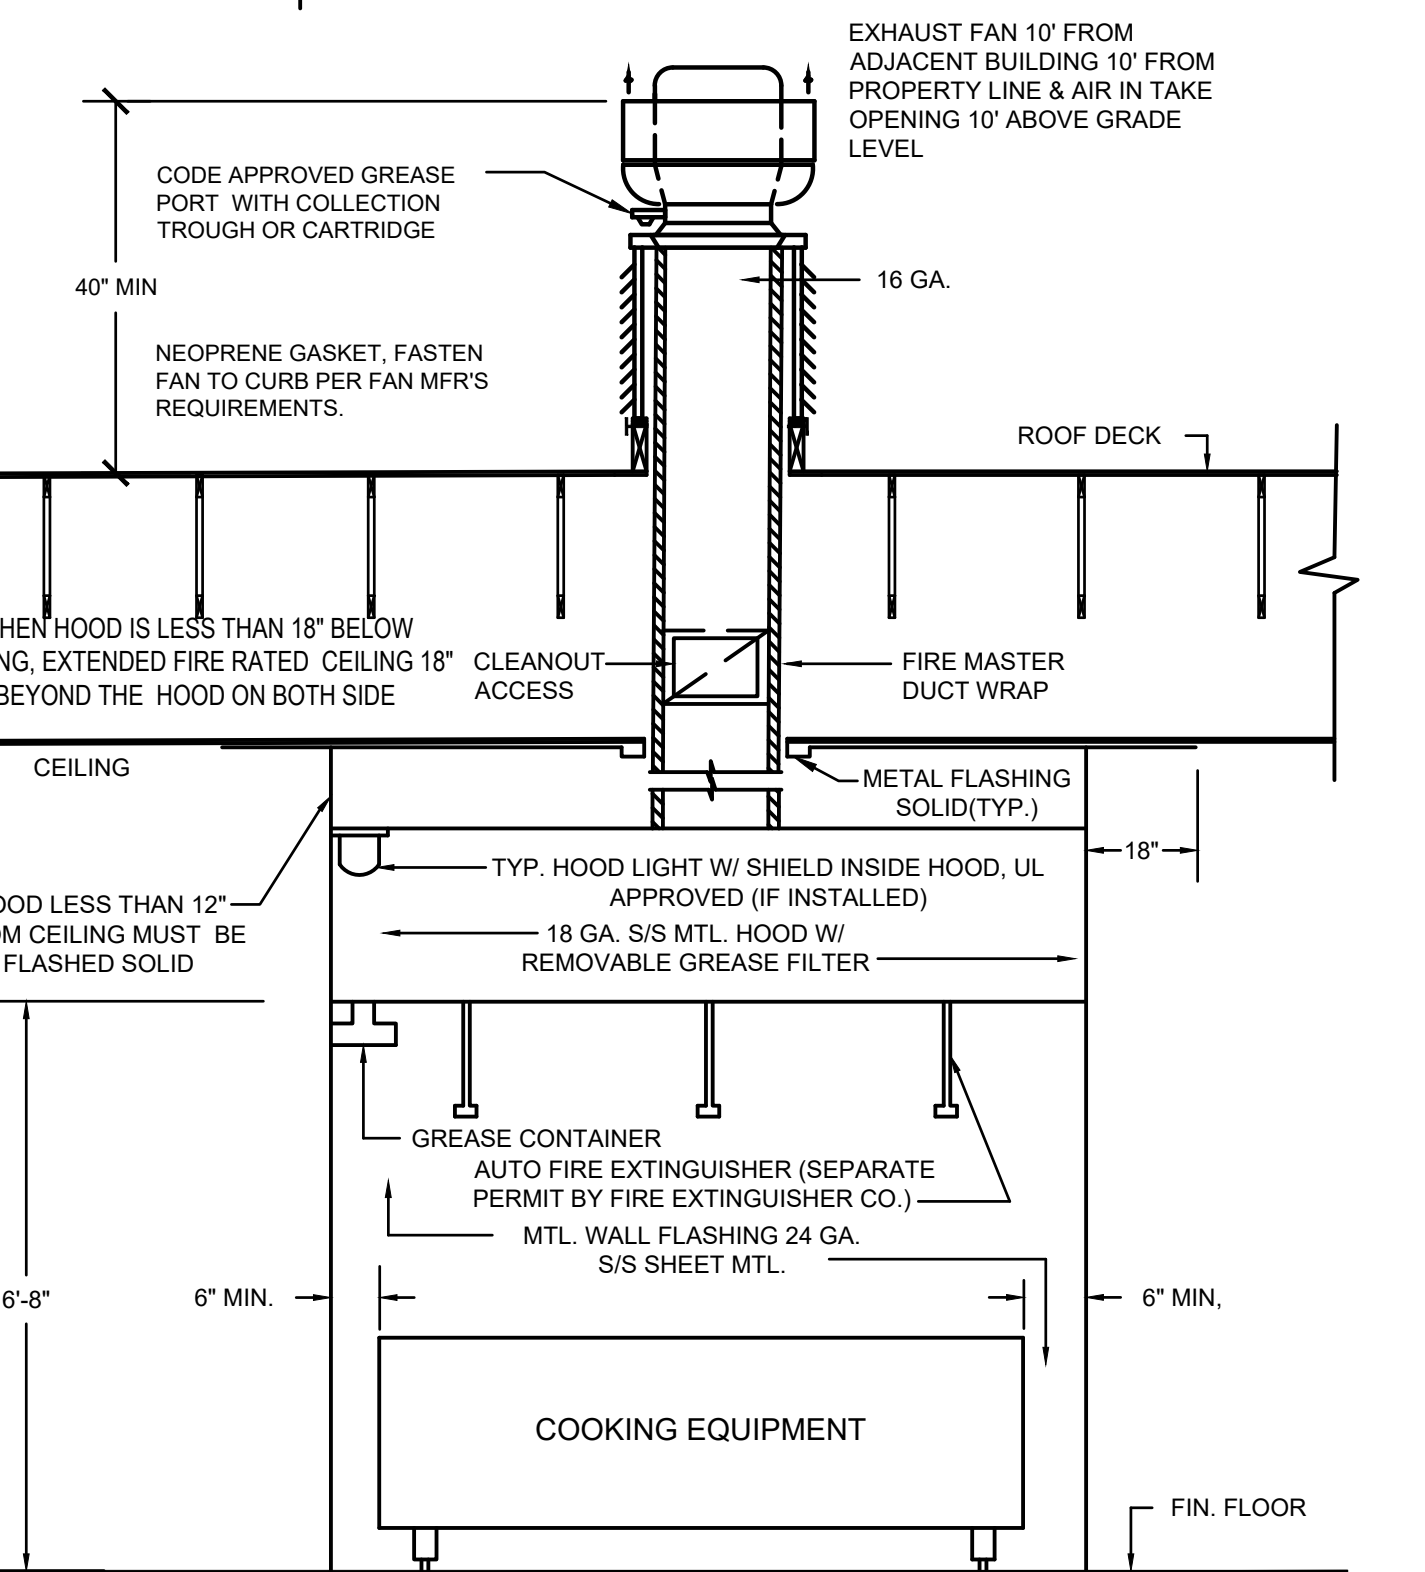 EXHAUST FAN 10' FROM
ADJACENT BUILDING 10' FROM
PROPERTY LINE & AIR IN TAKE
OPENING 10' ABOVE GRADE
LEVEL
CODE APPROVED GREASE
PORT WITH COLLECTION
TROUGH OR CARTRIDGE
40" MIN
16 GA.
NEOPRENE GASKET, FASTEN
FAN TO CURB PER FAN MFR'S
REQUIREMENTS.
ROOF DECK
HEN HOOD IS LESS THAN 18" BELOW
NG, EXTENDED FIRE RATED CEILING 18"
BEYOND THE HOOD ON BOTH SIDE
CLEANOUT
ACCESS
FIRE MASTER
DUCT WRAP
CEILING
METAL FLASHING
SOLID(TYP.)
18"
TYP. HOOD LIGHT W/ SHIELD INSIDE HOOD, UL
APPROVED (IF INSTALLED)
OOD LESS THAN 12"
OM CEILING MUST BE
FLASHED SOLID
18 GA. S/S MTL. HOOD W/
REMOVABLE GREASE FILTER
GREASE CONTAINER
AUTO FIRE EXTINGUISHER (SEPARATE
PERMIT BY FIRE EXTINGUISHER CO.)
MTL. WALL FLASHING 24 GA.
S/S SHEET MTL.
6'-8"
6" MIN.
6" MIN,
COOKING EQUIPMENT
FIN. FLOOR